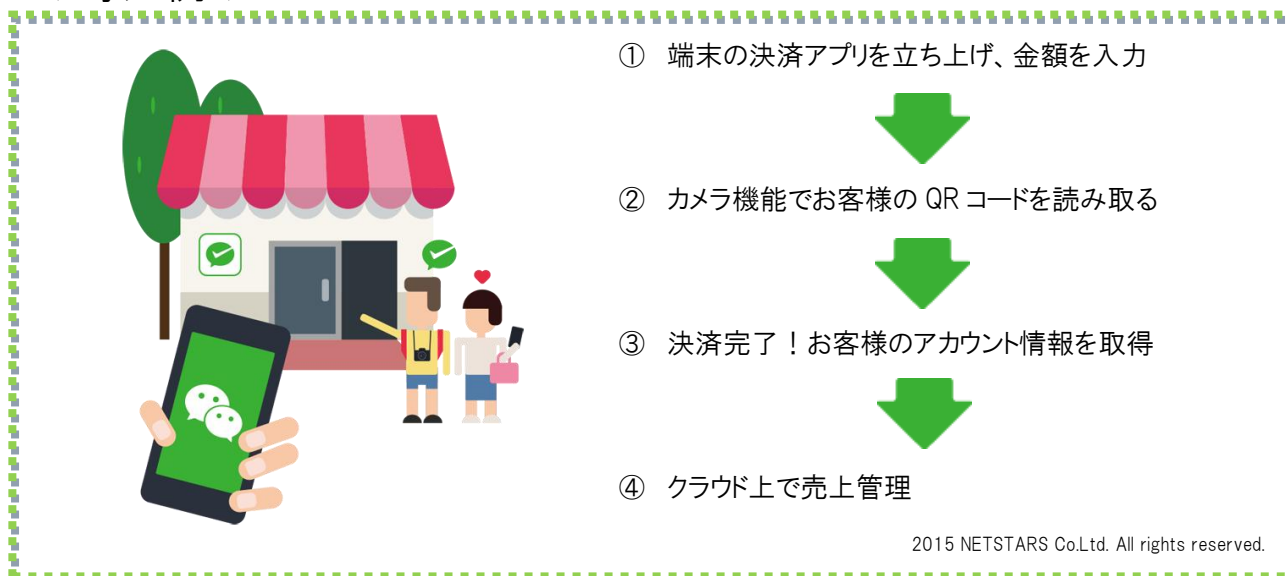 ① 端末の決済アプリを立ち上げ、金額を入力
② カメラ機能でお客様の QR コードを読み取る
③ 決済完了！お客様のアカウント情報を取得
④ クラウド上で売上管理
2015 NETSTARS Co.Ltd. All rights reserved.